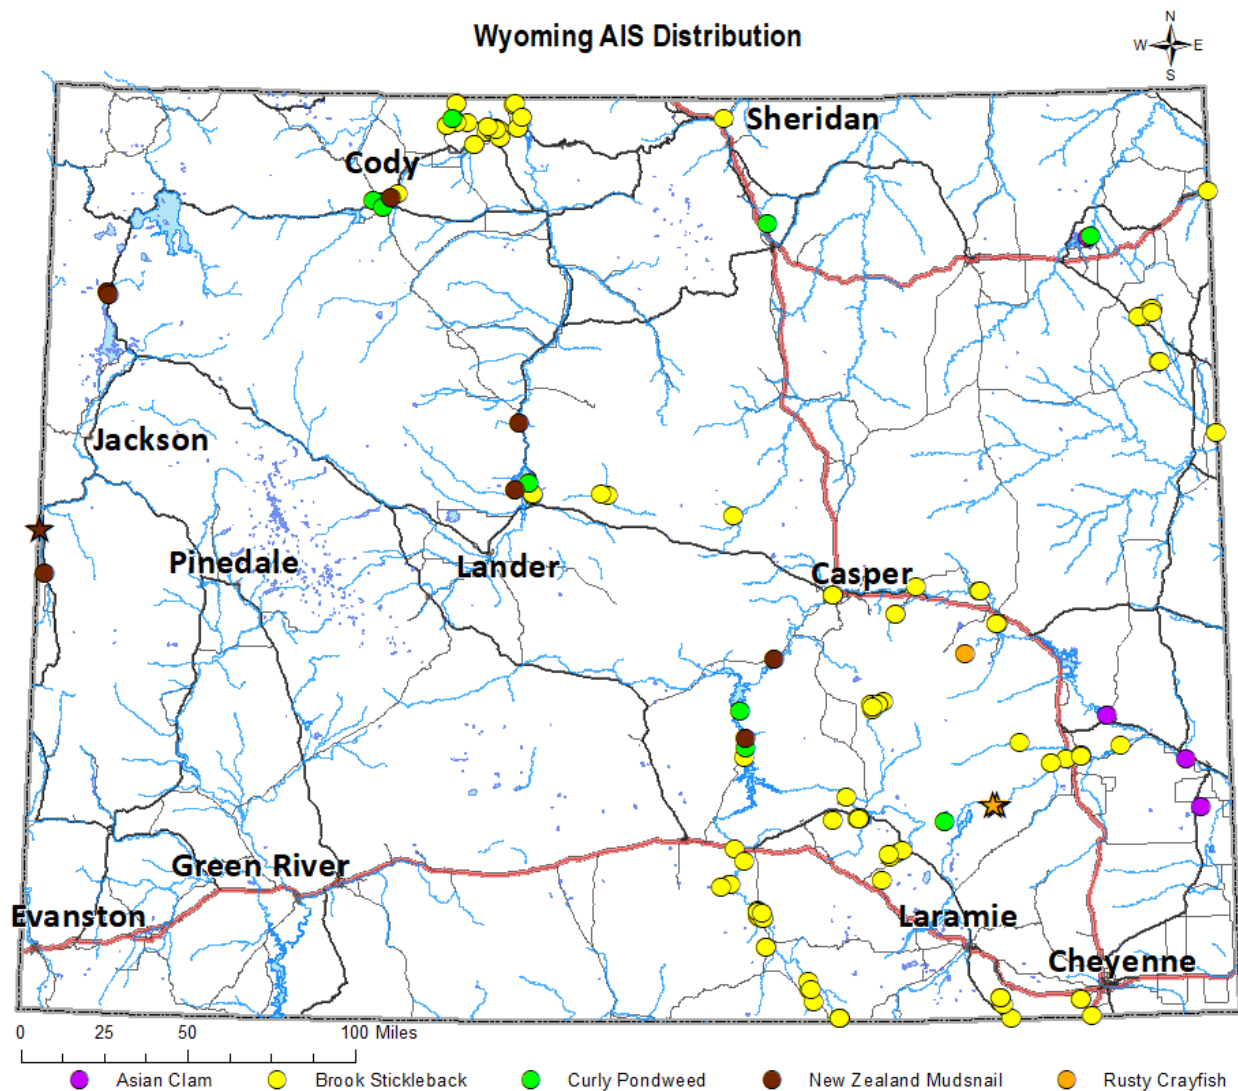 Wyoming AIS Distribution
N
W E
S
Sheridan
Cody
Jackson
Pinedale
Lander
Casper
Green River
Evanston
Laramie
Cheyenne
0 25 50 100 Miles
Asian Clam Brook Stickleback Curly Pondweed New Zealand Mudsnail Rusty Crayfish